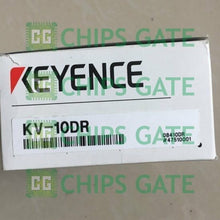 CHIPS GATE
KEYENCE
KV-10DR
CHIPS GATE